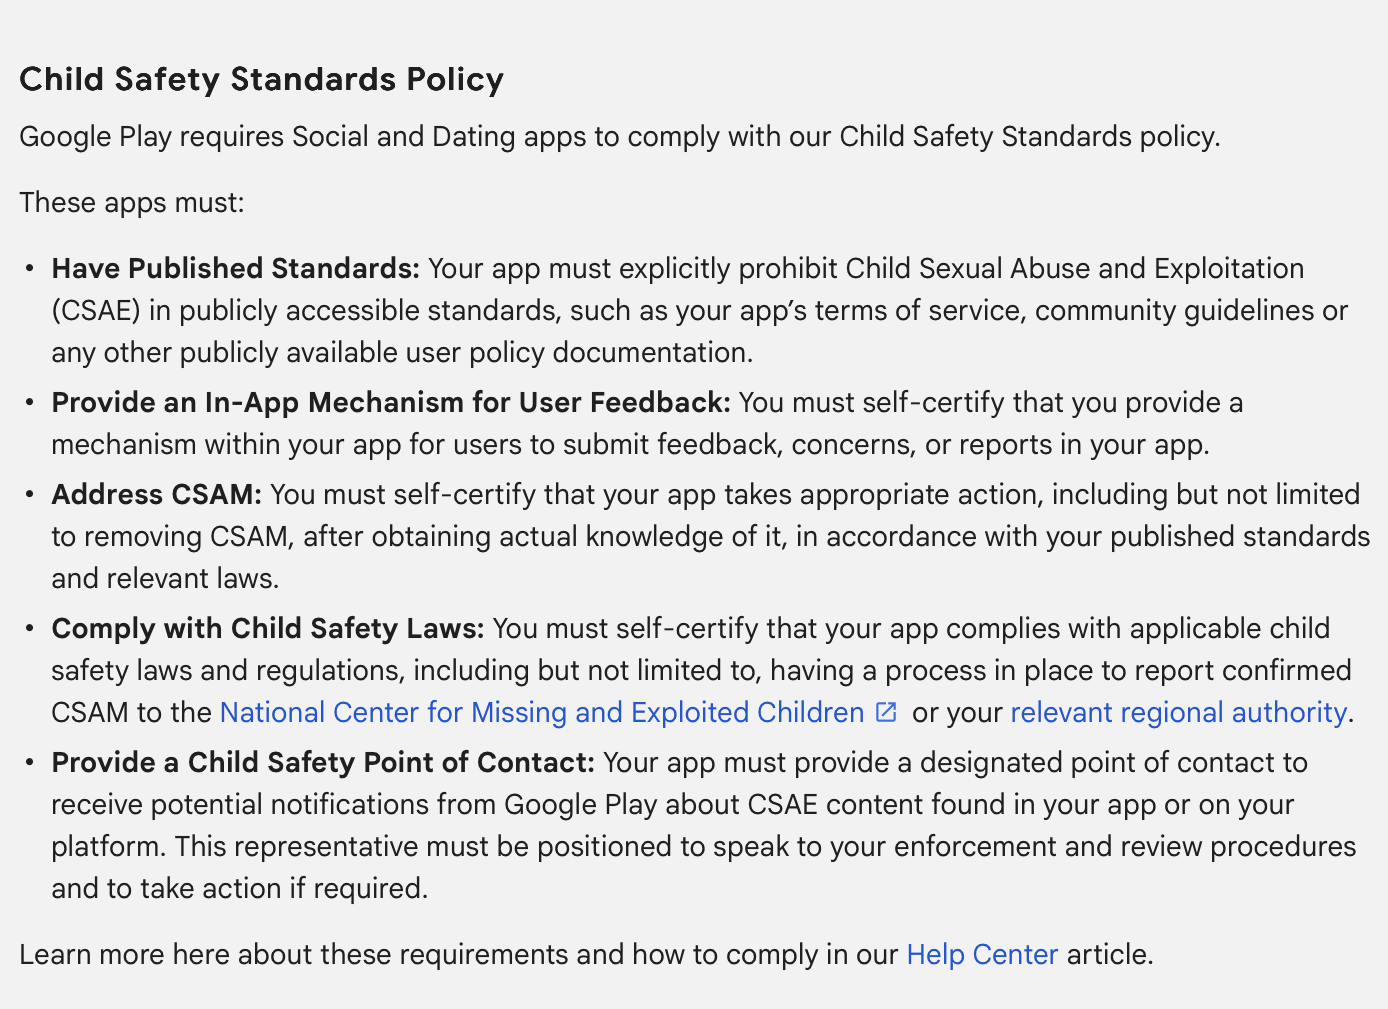 Child Safety Standards Policy
Google Play requires Social and Dating apps to comply with our Child Safety Standards policy.
These apps must:
• Have Published Standards: Your app must explicitly prohibit Child Sexual Abuse and Exploitation
(CSAE) in publicly accessible standards, such as your app’s terms of service, community guidelines or
any other publicly available user policy documentation.
• Provide an In-App Mechanism for User Feedback: You must self-certify that you provide a
mechanism within your app for users to submit feedback, concerns, or reports in your app.
• Address CSAM: You must self-certify that your app takes appropriate action, including but not limited
to removing CSAM, after obtaining actual knowledge of it, in accordance with your published standards
and relevant laws.
• Comply with Child Safety Laws: You must self-certify that your app complies with applicable child
safety laws and regulations, including but not limited to, having a process in place to report confirmed
CSAM to the National Center for Missing and Exploited Children or your relevant regional authority.
• Provide a Child Safety Point of Contact: Your app must provide a designated point of contact to
receive potential notifications from Google Play about CSAE content found in your app or on your
platform. This representative must be positioned to speak to your enforcement and review procedures
and to take action if required.
Learn more here about these requirements and how to comply in our Help Center article.